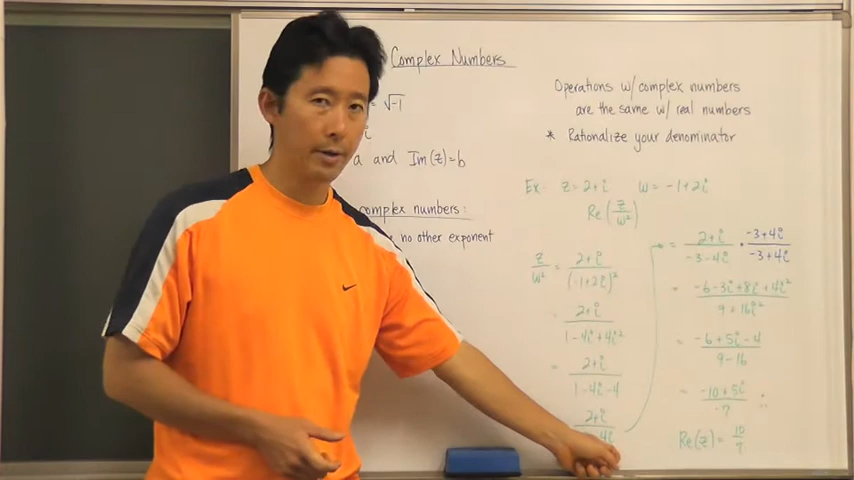 Complex Numbers
√-1
i
a and Im(z)=b
complex numbers:
no other exponent
Operations w/ complex numbers
are the same w/ real numbers
* Rationalize your denominator
Ex: z = 2+i w = -1+2i
Re(z/w²)
z/w² = (2+i)/(-1+2i)²
= (2+i)/(1-4i+4i²)
= (2+i)/(1-4i-4)
(2+i)/4i
= (2+i)/(-3-4i) • (-3+4i)/(-3+4i)
= (-6-3i+8i+4i²)/(9+16i²)
= (-6+5i-4)/(9-16)
= (-10+5i)/-7 ∴
Re(z) = 10/7